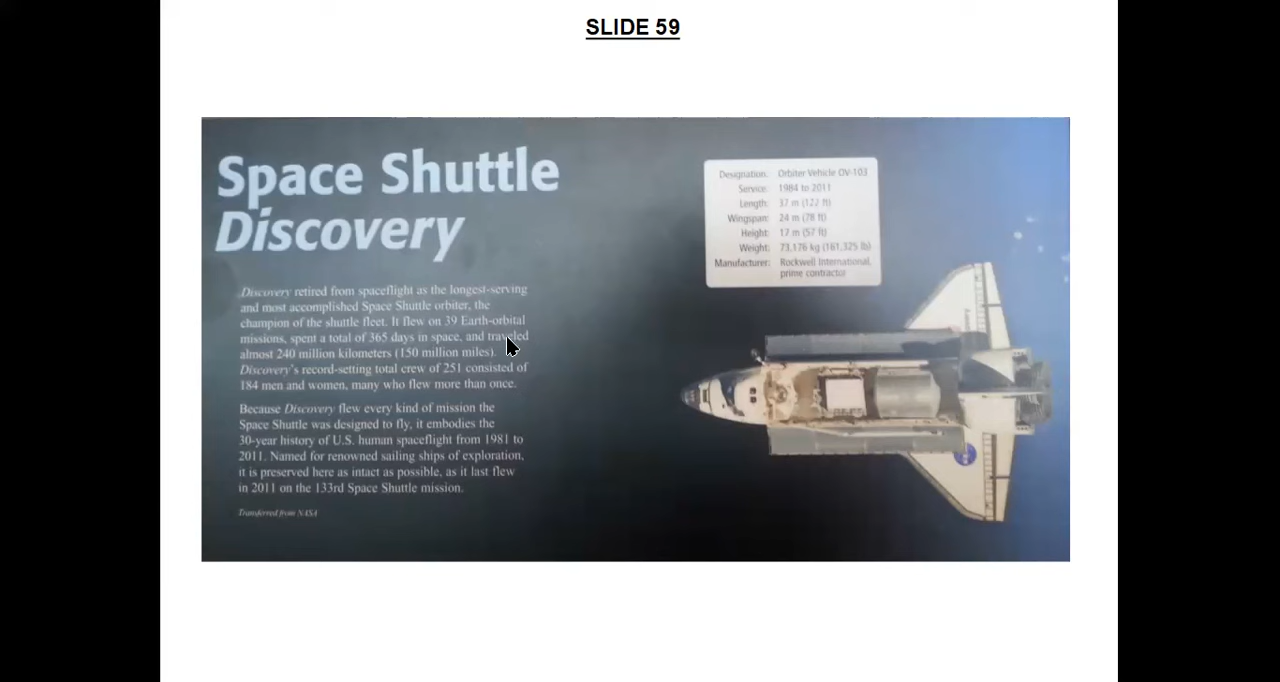 SLIDE 59
Space Shuttle
Discovery
Discovery retired from spaceflight as the longest-serving
and most accomplished Space Shuttle orbiter, the
champion of the shuttle fleet. It flew on 39 Earth-orbital
missions, spent a total of 365 days in space, and traveled
almost 240 million kilometers (150 million miles).
Discovery's record-setting total crew of 251 consisted of
184 men and women, many who flew more than once.
Because Discovery flew every kind of mission the
Space Shuttle was designed to fly, it embodies the
30-year history of U.S. human spaceflight from 1981 to
2011. Named for renowned sailing ships of exploration,
it is preserved here as intact as possible, as it last flew
in 2011 on the 133rd Space Shuttle mission.
Transferred from NASA
Designation: Orbiter Vehicle OV-103
Service: 1984 to 2011
Length: 37 m (122 ft)
Wingspan: 24 m (78 ft)
Height: 17 m (57 ft)
Weight: 73,176 kg (161,325 lb)
Manufacturer: Rockwell International,
prime contractor